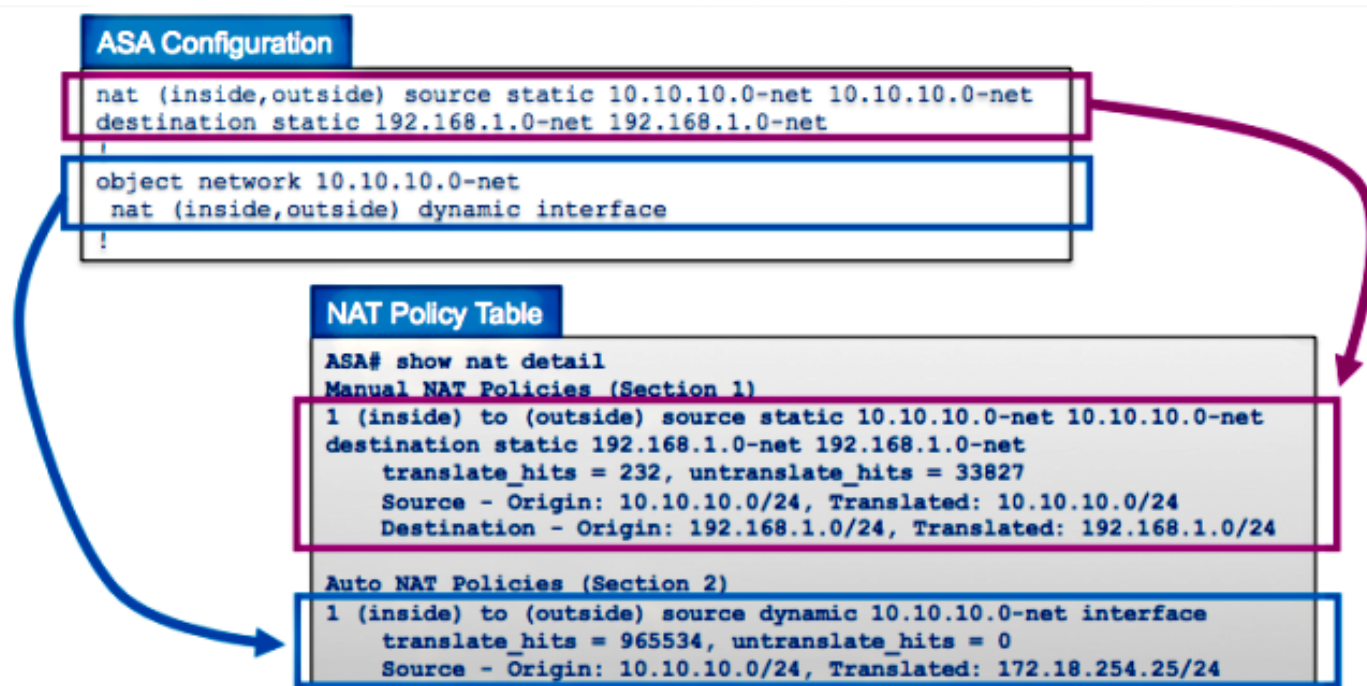 ASA Configuration
nat (inside,outside) source static 10.10.10.0-net 10.10.10.0-net
destination static 192.168.1.0-net 192.168.1.0-net
!
object network 10.10.10.0-net
 nat (inside,outside) dynamic interface
!
NAT Policy Table
ASA# show nat detail
Manual NAT Policies (Section 1)
1 (inside) to (outside) source static 10.10.10.0-net 10.10.10.0-net
destination static 192.168.1.0-net 192.168.1.0-net
    translate_hits = 232, untranslate_hits = 33827
    Source - Origin: 10.10.10.0/24, Translated: 10.10.10.0/24
    Destination - Origin: 192.168.1.0/24, Translated: 192.168.1.0/24
Auto NAT Policies (Section 2)
1 (inside) to (outside) source dynamic 10.10.10.0-net interface
    translate_hits = 965534, untranslate_hits = 0
    Source - Origin: 10.10.10.0/24, Translated: 172.18.254.25/24